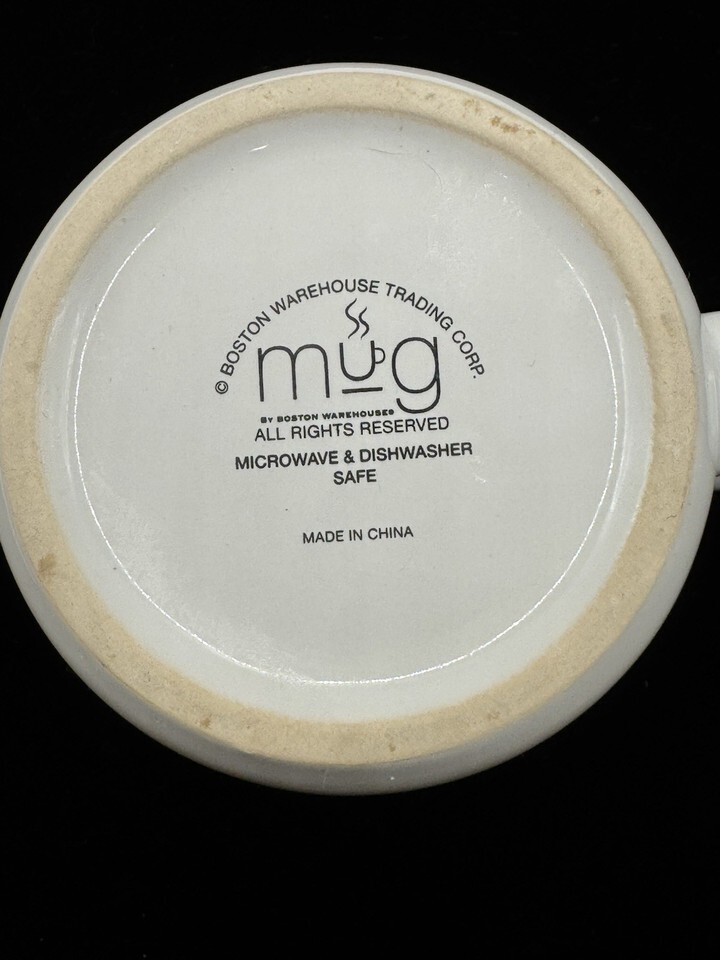 © BOSTON WAREHOUSE TRADING CORP.
mug
BY BOSTON WAREHOUSE®
ALL RIGHTS RESERVED
MICROWAVE & DISHWASHER
SAFE
MADE IN CHINA